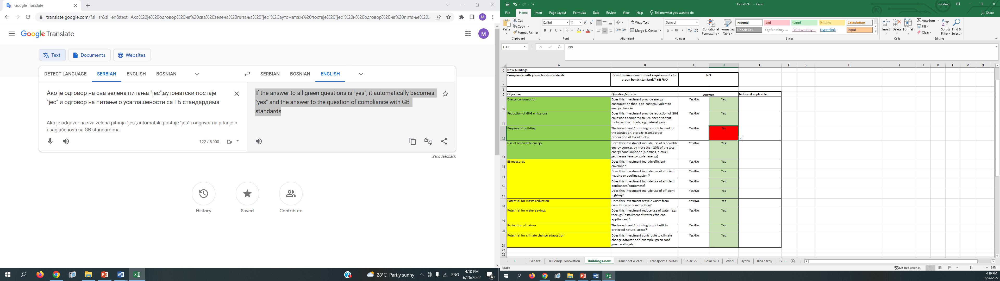 Google Translate
translate.google.com/?sl=sr&tl=en&text=Ако%20је%20одговор%20на%20сва%20зелена%20питања%20"јес"%2Саутоматски%20постаје%20"јес"%20и%20одговор%20на%20питање%20о...
M
Google Translate
M
Text
Documents
Websites
DETECT LANGUAGE
SERBIAN
ENGLISH
BOSNIAN
SERBIAN
BOSNIAN
ENGLISH
Ако је одговор на сва зелена питања "јес",аутоматски постаје
"јес" и одговор на питање о усаглашености са ГБ стандардима
Ako je odgovor na sva zelena pitanja "jes",automatski postaje "jes" i odgovor na pitanje o
usaglašenosti sa GB standardima
122 / 5,000
If the answer to all green questions is "yes", it automatically becomes
"yes" and the answer to the question of compliance with GB
standards
Send feedback
History
Saved
Contribute
28°C Partly sunny
ENG
4:10 PM
6/26/2022
4
Tool v0-9-1 - Excel
miodrag
File
Home
Insert
Page Layout
Formulas
Data
Review
View
Help
Tell me what you want to do
Share
Paste
Cut
Copy
Format Painter
Clipboard
Calibri
11
B I U
Font
Wrap Text
Merge & Center
Alignment
General
$ % ,
Number
Conditional
Formatting
Format as
Table
Normal
Bad
Good
Neutral
Calculation
Check Cell
Explanatory ...
Followed Hy...
Hyperlink
Input
Styles
Insert
Delete
Format
Cells
AutoSum
Fill
Clear
Sort &
Filter
Find &
Select
Editing
D12
fx
No
A B C D E F G H I J K L M N
6 New buildings
7 Compliance with green bonds standards
Does this investment meet requirements for
green bonds standards? YES/NO
NO
8
9 Objective
Question/criteria
Answer
Notes - if applicable
10 Energy consumption
Does this investment provide energy
consumption that is at least equivalent to
energy class A?
Yes/No
Yes
11 Reduction of GHG emissions
Does this investment provide reduction of GHG
emissions compared to BAU scenario that
includes fossil fuels, e.g. natural gas?
Yes/No
Yes
12 Purpose of building
The investment / building is not intended for
the extraction, storage, transport or
production of fossil fuels?
Yes/No
No
13 Use of renewable energy
Does this investment include use of renewable
energy sources by more than 20% of the total
energy consumption? (biomass, biofuel,
geothermal energy, solar energy)
Yes/No
Yes
14 EE measures
Does this investment include efficient
envelope?
Yes/No
Yes
15
Does this investment include use of efficient
heating or cooling system?
Yes/No
Yes
16
Does this investment include use of efficient
appliances/equipment?
Yes/No
Yes
17
Does this investment include use of efficient
lighting?
Yes/No
Yes
18 Potential for waste reduction
Does this investment recycle waste from
demolition or construction?
Yes/No
Yes
19 Potential for water savings
Does this investment reduce use of water (e.g.
thorugh installment of water efficient
appliances)?
Yes/No
Yes
20 Protection of nature
The investment / building is not built in
protected natural areas?
Yes/No
Yes
21 Potential for climate change adaptation
Does this investment contribute to climate
change adaptation? (example: green roof,
green walls, etc.)
Yes/No
Yes
22
23
General
Buildings-renovation
Buildings-new
Transport e-cars
Transport e-buses
Solar PV
Solar WH
Wind
Hydro
Bioenergy
G ...
Ready
Display Settings
89%
4:10 PM
6/26/2022